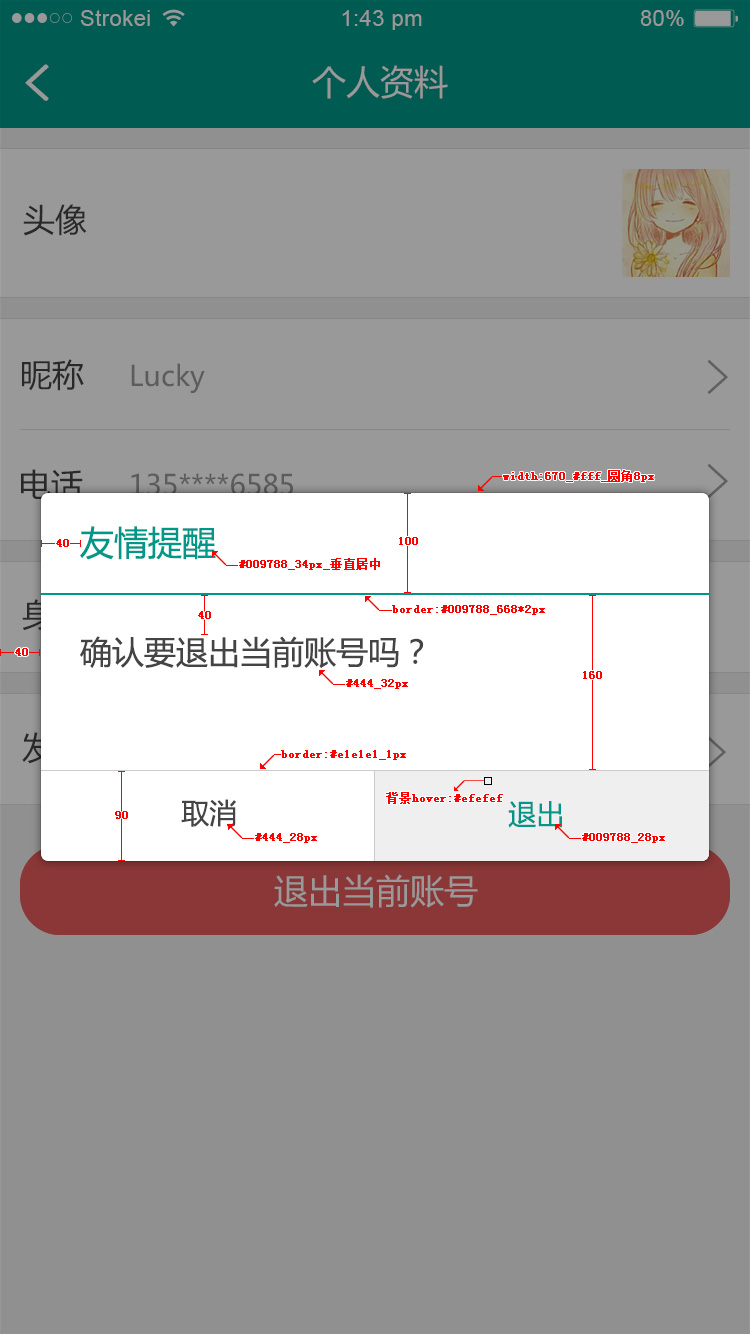 Strokei 1:43 pm 80%
个人资料
头像
昵称 Lucky
电话 135****6585
width:670_#fff_圆角8px
友情提醒
40
100
#009788_34px_垂直居中
border:#009788_668*2px
40
身
确认要退出当前账号吗？
40
#444_32px
160
border:#e1e1e1_1px
发
背景hover:#efefef
90
取消
退出
#444_28px
#009788_28px
退出当前账号